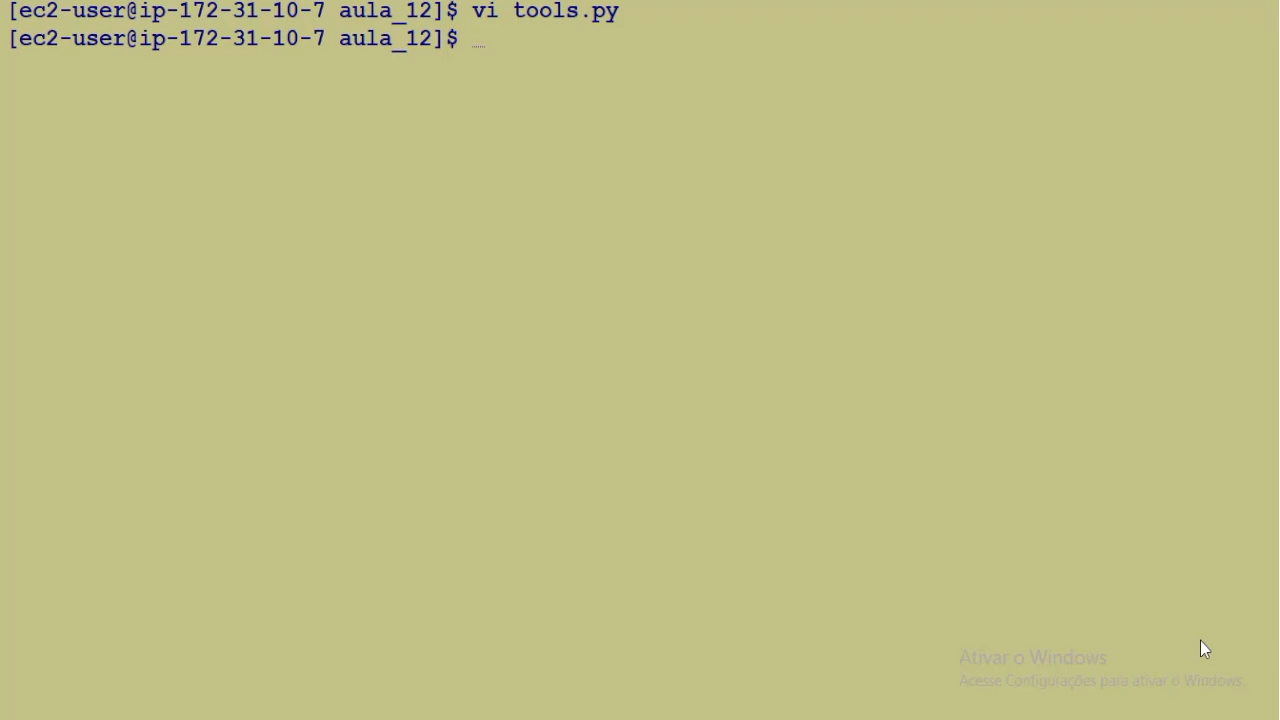 [ec2-user@ip-172-31-10-7 aula_12]$ vi tools.py
[ec2-user@ip-172-31-10-7 aula_12]$
Ativar o Windows
Acesse Configurações para ativar o Windows.